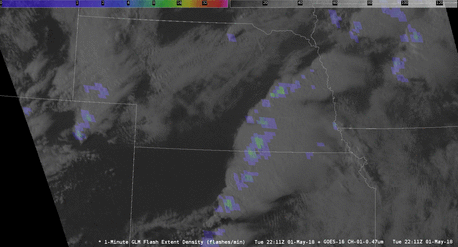 * 1-Minute GLM Flash Extent Density (flashes/min) Tue 22:11Z 01-May-18 + GOES-16 CH-01-0.47um Tue 22:11Z 01-May-18